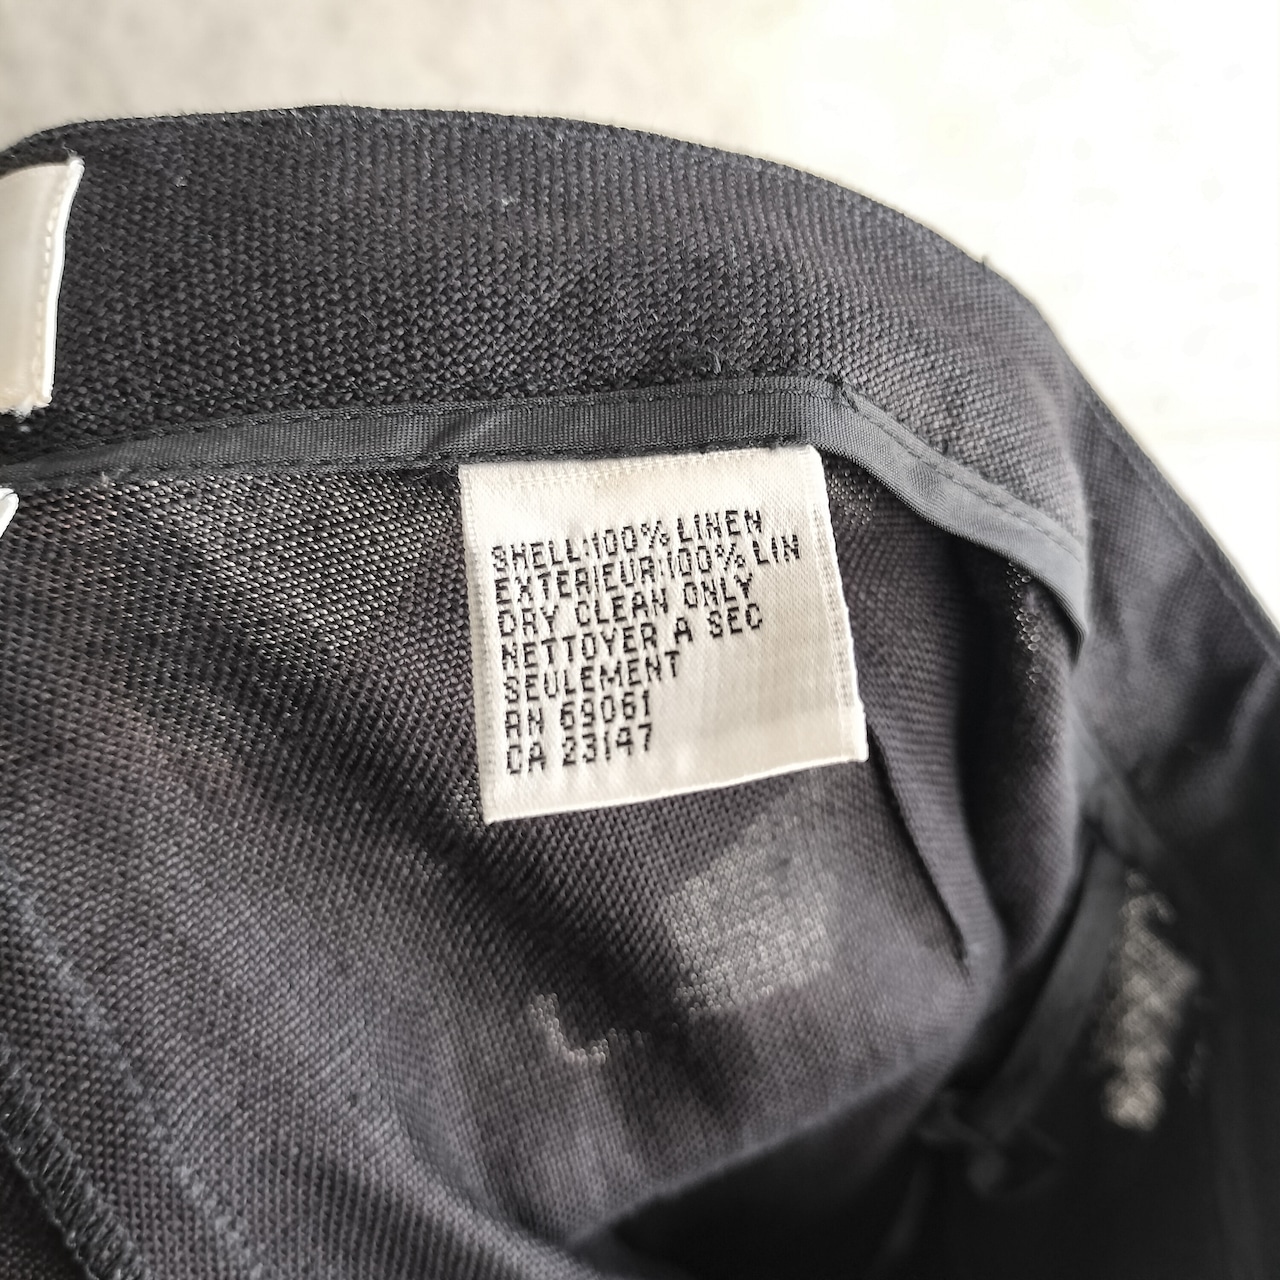 SHELL:100% LINEN
EXTERIEUR:100% LIN
DRY CLEAN ONLY
NETTOYER A SEC
SEULEMENT
RN 69061
CA 23147